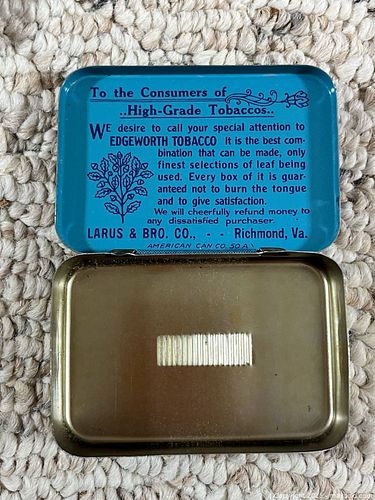 To the Consumers of
..High-Grade Tobaccos..
WE desire to call your special attention to
EDGEWORTH TOBACCO It is the best com-
bination that can be made, only
finest selections of leaf being
used. Every box of it is guar-
anteed not to burn the tongue
and to give satisfaction.
We will cheerfully refund money to
any dissatisfied purchaser.
LARUS & BRO. CO., - - Richmond, Va.
AMERICAN CAN CO. 50 A